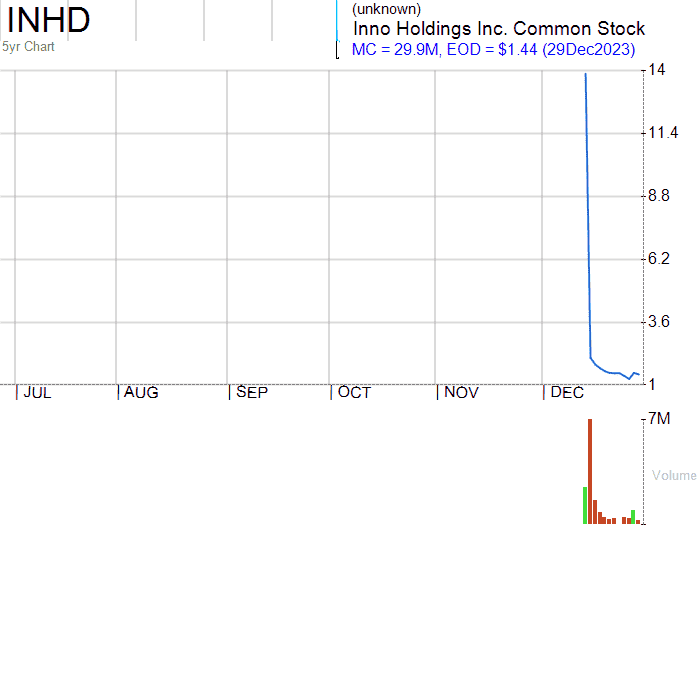 INHD
5yr Chart
(unknown)
Inno Holdings Inc. Common Stock
MC = 29.9M, EOD = $1.44 (29Dec2023)
14
11.4
8.8
6.2
3.6
1
JUL AUG SEP OCT NOV DEC
7M
Volume